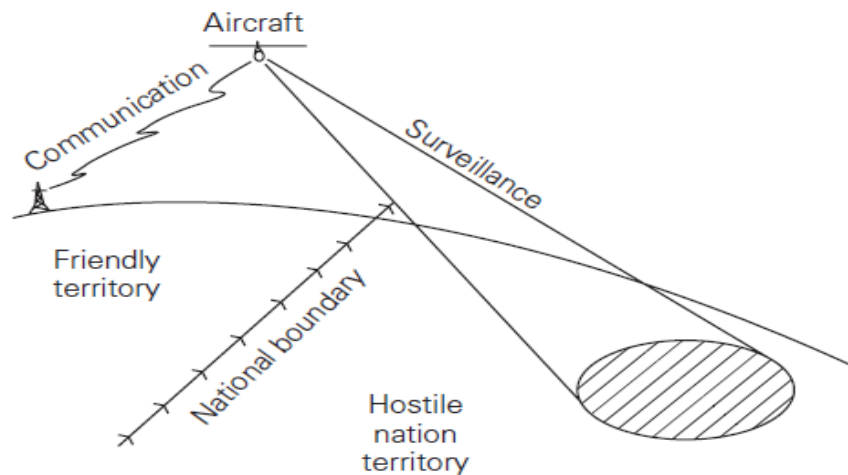 Aircraft
Communication
Surveillance
Friendly
territory
National boundary
Hostile
nation
territory